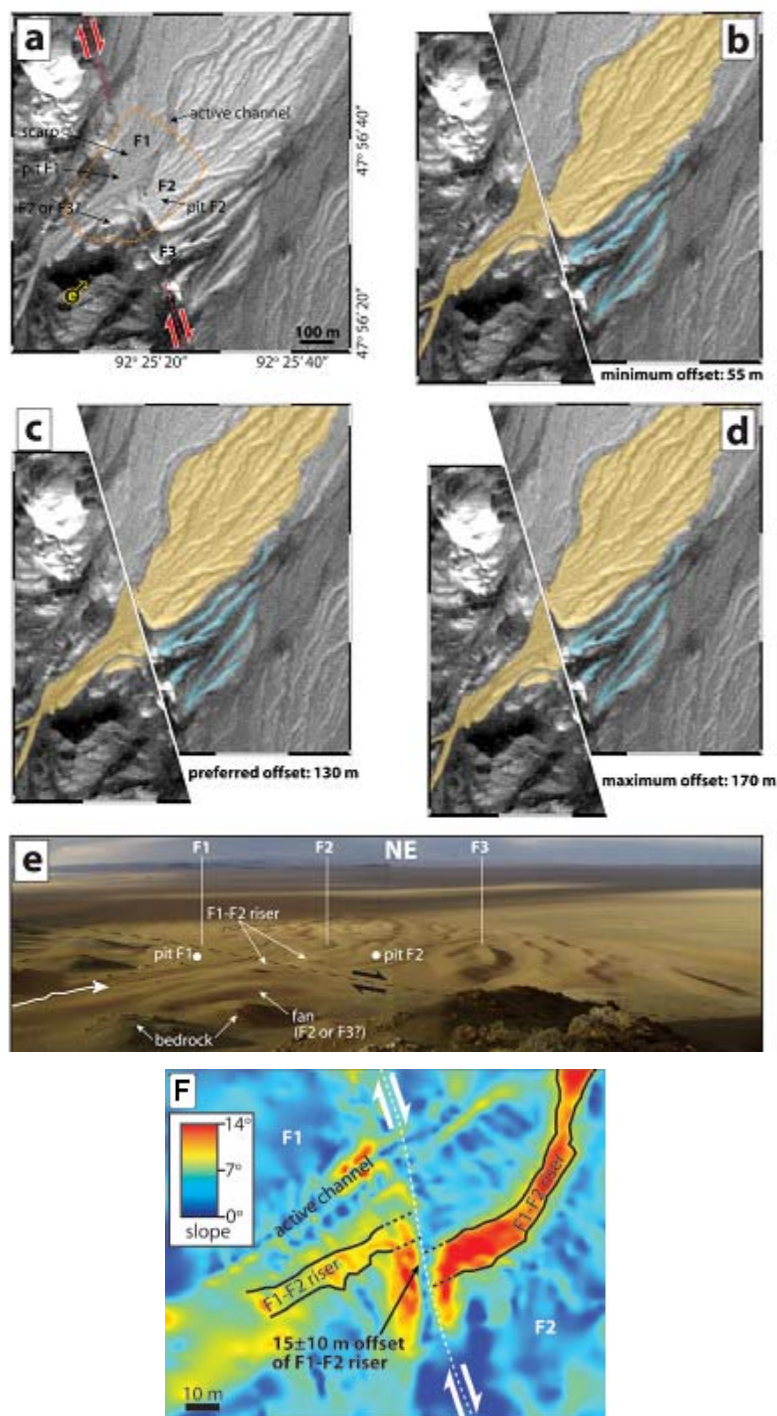 a
active channel
scarp
F1
pit F1
F2
F2 or F3?
pit F2
F3
G
100 m
47° 56'40"
47° 56'20"
92° 25'20"
92° 25'40"
b
minimum offset: 55 m
c
preferred offset: 130 m
d
maximum offset: 170 m
e
F1
F2
NE
F3
F1-F2 riser
pit F1
pit F2
fan
(F2 or F3?)
bedrock
F
14°
7°
0°
slope
F1
active channel
F1-F2 riser
F1-F2 riser
15±10 m offset
of F1-F2 riser
F2
10 m